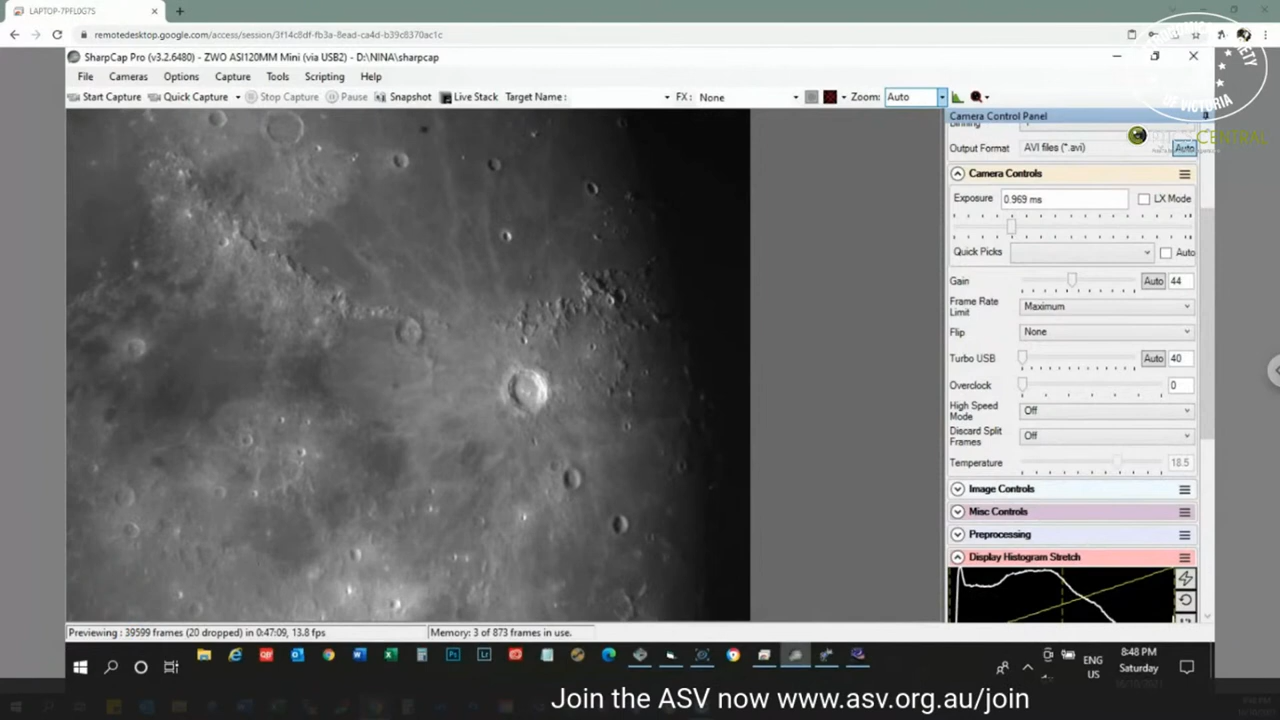 LAPTOP-7PFL0G7S
remotedesktop.google.com/access/session/3f14c8df-fb3a-8ead-ca4d-b39c8370ac1c
SharpCap Pro (v3.2.6480) - ZWO ASI120MM Mini (via USB2) - D:\NINA\sharpcap
File Cameras Options Capture Tools Scripting Help
Start Capture Quick Capture Stop Capture Pause Snapshot Live Stack Target Name: FX: None Zoom: Auto
SOCIETY
OF VICTORIA
CENTRAL
Camera Control Panel
Output Format AVI files (*.avi) Auto
Camera Controls
Exposure 0.969 ms LX Mode
Quick Picks Auto
Gain Auto 44
Frame Rate
Limit
Maximum
Flip None
Turbo USB Auto 40
Overclock 0
High Speed
Mode
Off
Discard Split
Frames
Off
Temperature 18.5
Image Controls
Misc Controls
Preprocessing
Display Histogram Stretch
Previewing : 39599 frames (20 dropped) in 0:47:09, 13.8 fps
Memory: 3 of 873 frames in use.
ENG
US
8:48 PM
Saturday
Join the ASV now www.asv.org.au/join